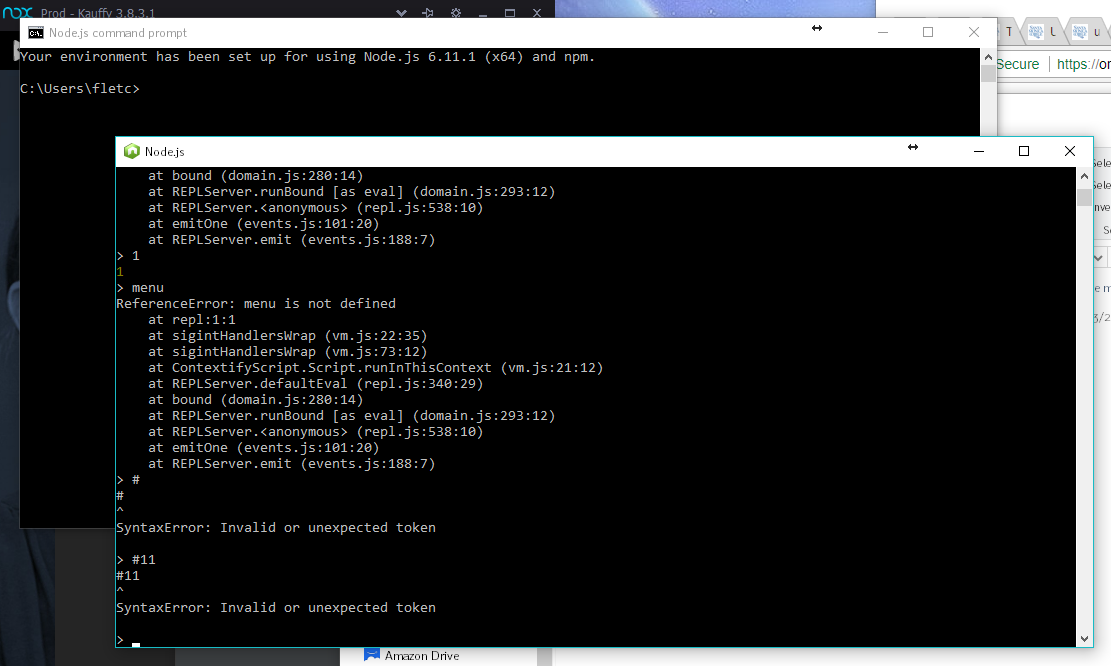 nox Prod - Kauffy 3.8.3.1
Node.js command prompt
Your environment has been set up for using Node.js 6.11.1 (x64) and npm.
C:\Users\fletc>
T
u
Secure
https://or
Node.js
at bound (domain.js:280:14)
at REPLServer.runBound [as eval] (domain.js:293:12)
at REPLServer.<anonymous> (repl.js:538:10)
at emitOne (events.js:101:20)
at REPLServer.emit (events.js:188:7)
> 1
1
> menu
ReferenceError: menu is not defined
at repl:1:1
at sigintHandlersWrap (vm.js:22:35)
at sigintHandlersWrap (vm.js:73:12)
at ContextifyScript.Script.runInThisContext (vm.js:21:12)
at REPLServer.defaultEval (repl.js:340:29)
at bound (domain.js:280:14)
at REPLServer.runBound [as eval] (domain.js:293:12)
at REPLServer.<anonymous> (repl.js:538:10)
at emitOne (events.js:101:20)
at REPLServer.emit (events.js:188:7)
> #
#
^
SyntaxError: Invalid or unexpected token
> #11
#11
^
SyntaxError: Invalid or unexpected token
>
Amazon Drive